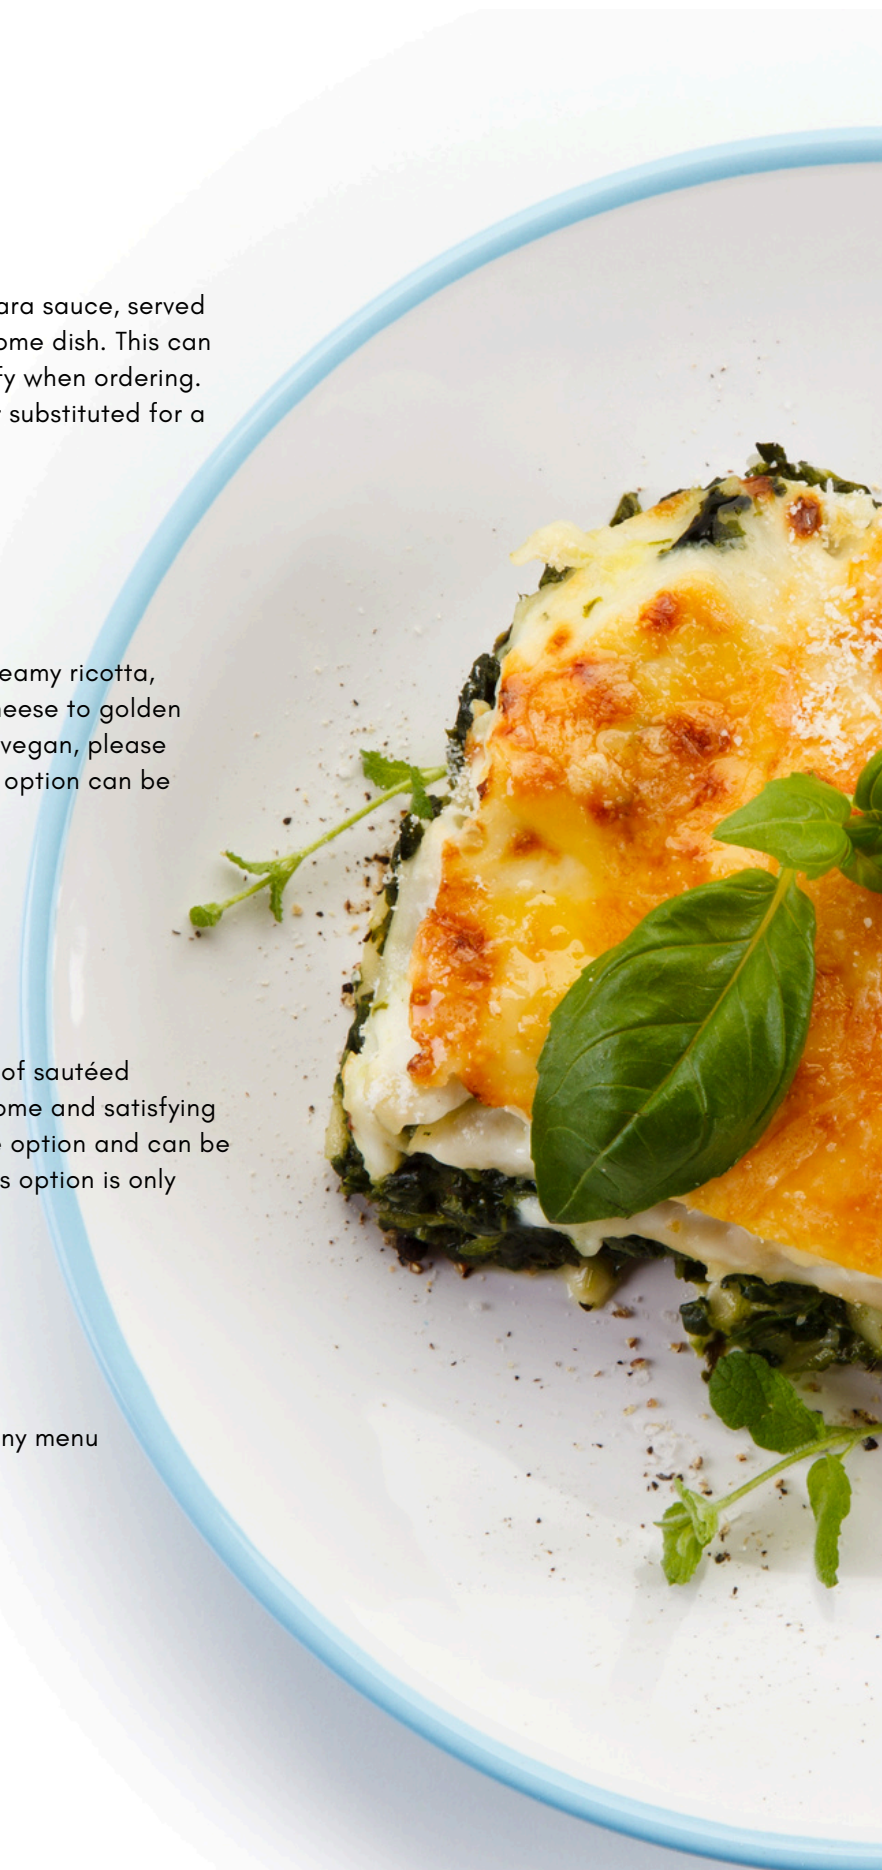 ara sauce, served
ome dish. This can
fy when ordering.
substituted for a
eamy ricotta,
heese to golden
vegan, please
option can be
of sautéed
ome and satisfying
e option and can be
s option is only
ny menu